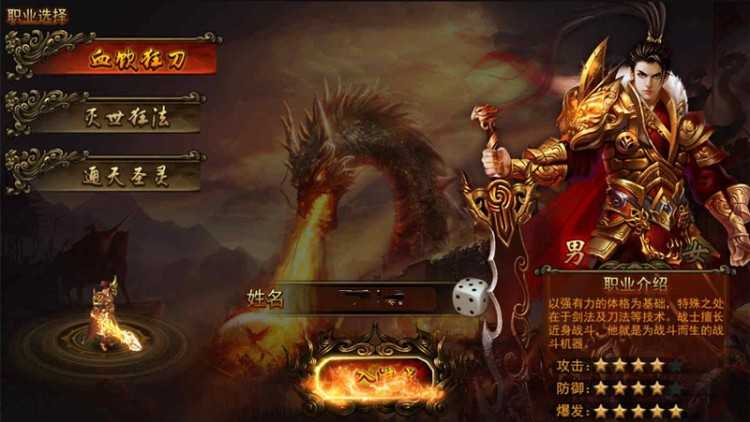 职业选择
血饮狂刀
灭世狂法
通天圣灵
姓名
男 女
职业介绍
以强有力的体格为基础，特殊之处
在于剑法及刀法等技术。战士擅长
近身战斗。他就是为战斗而生的战
斗机器。
攻击:
防御:
爆发: